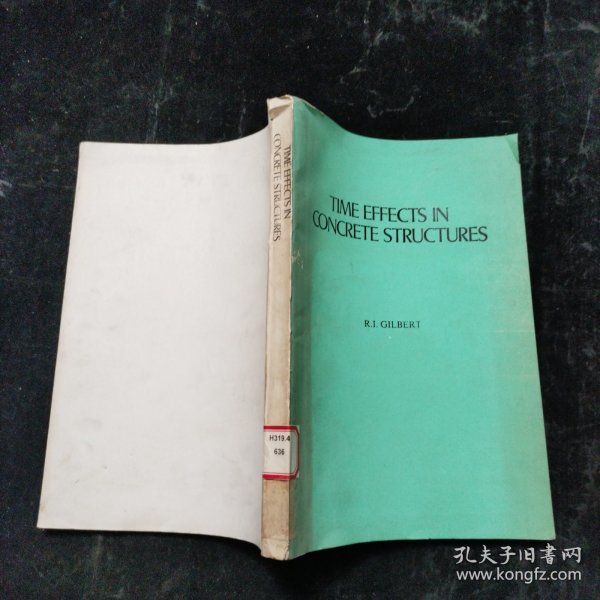 TIME EFFECTS IN
CONCRETE STRUCTURES
R.I. GILBERT
TIME EFFECTS IN
CONCRETE STRUCTURES
H319.4
636
孔夫子旧书网
www.kongfz.com